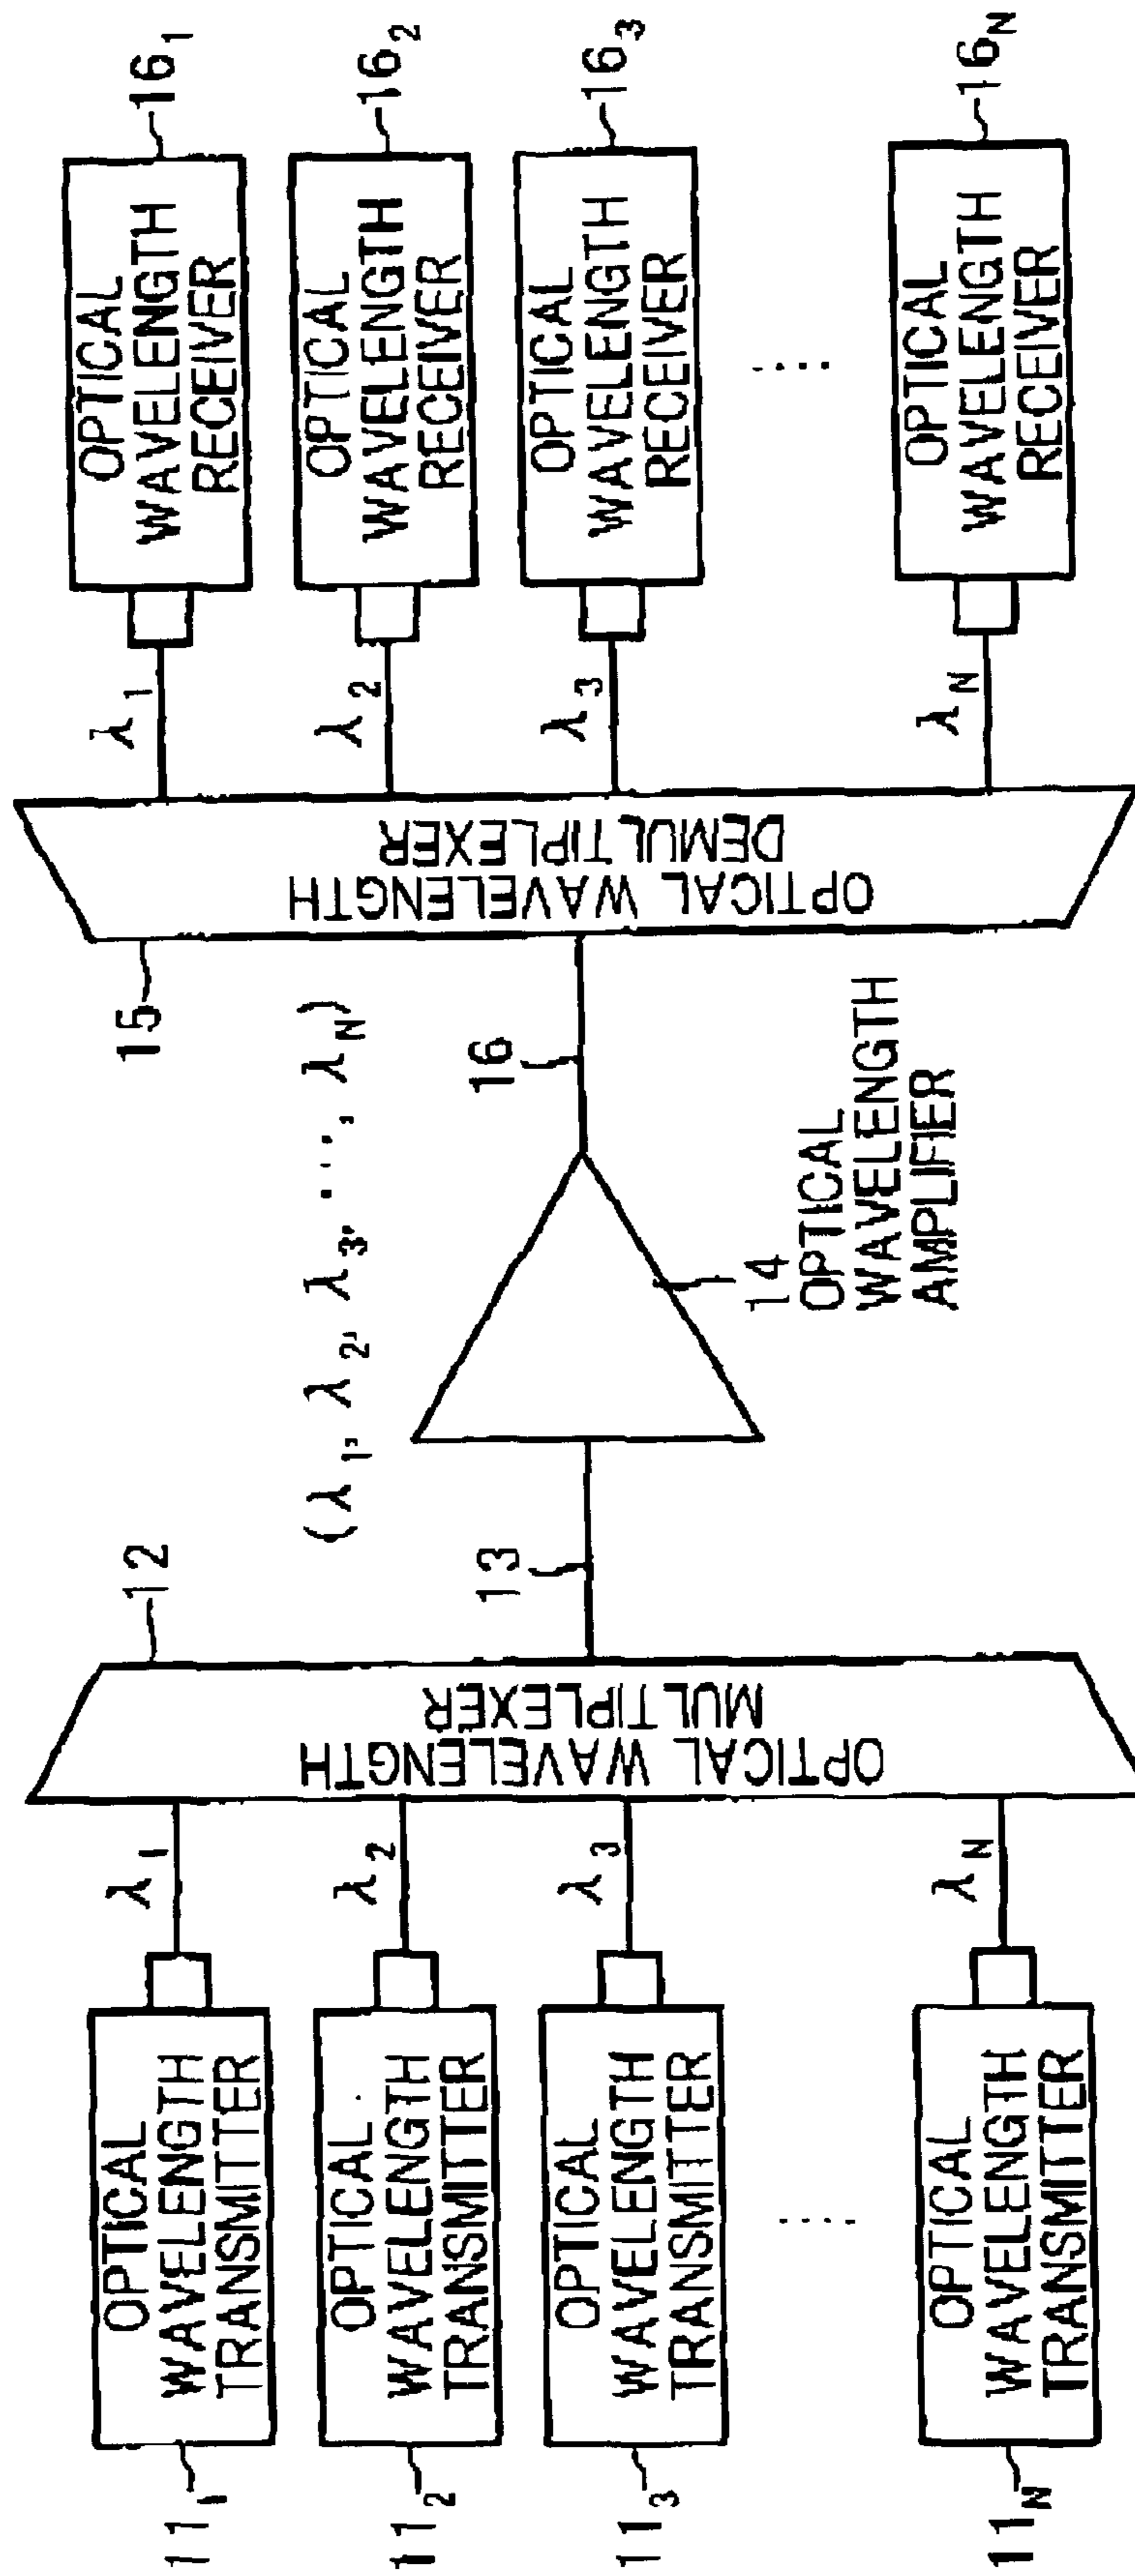 11₁
OPTICAL
WAVELENGTH
TRANSMITTER
λ₁
11₂
OPTICAL
WAVELENGTH
TRANSMITTER
λ₂
11₃
OPTICAL
WAVELENGTH
TRANSMITTER
λ₃
.....
11N
OPTICAL
WAVELENGTH
TRANSMITTER
λN
12
OPTICAL WAVELENGTH
MULTIPLEXER
13
(λ₁, λ₂, λ₃, ..., λN)
14
OPTICAL
WAVELENGTH
AMPLIFIER
16
15
OPTICAL WAVELENGTH
DEMULTIPLEXER
λ₁
OPTICAL
WAVELENGTH
RECEIVER
16₁
λ₂
OPTICAL
WAVELENGTH
RECEIVER
16₂
λ₃
OPTICAL
WAVELENGTH
RECEIVER
16₃
.....
λN
OPTICAL
WAVELENGTH
RECEIVER
16N